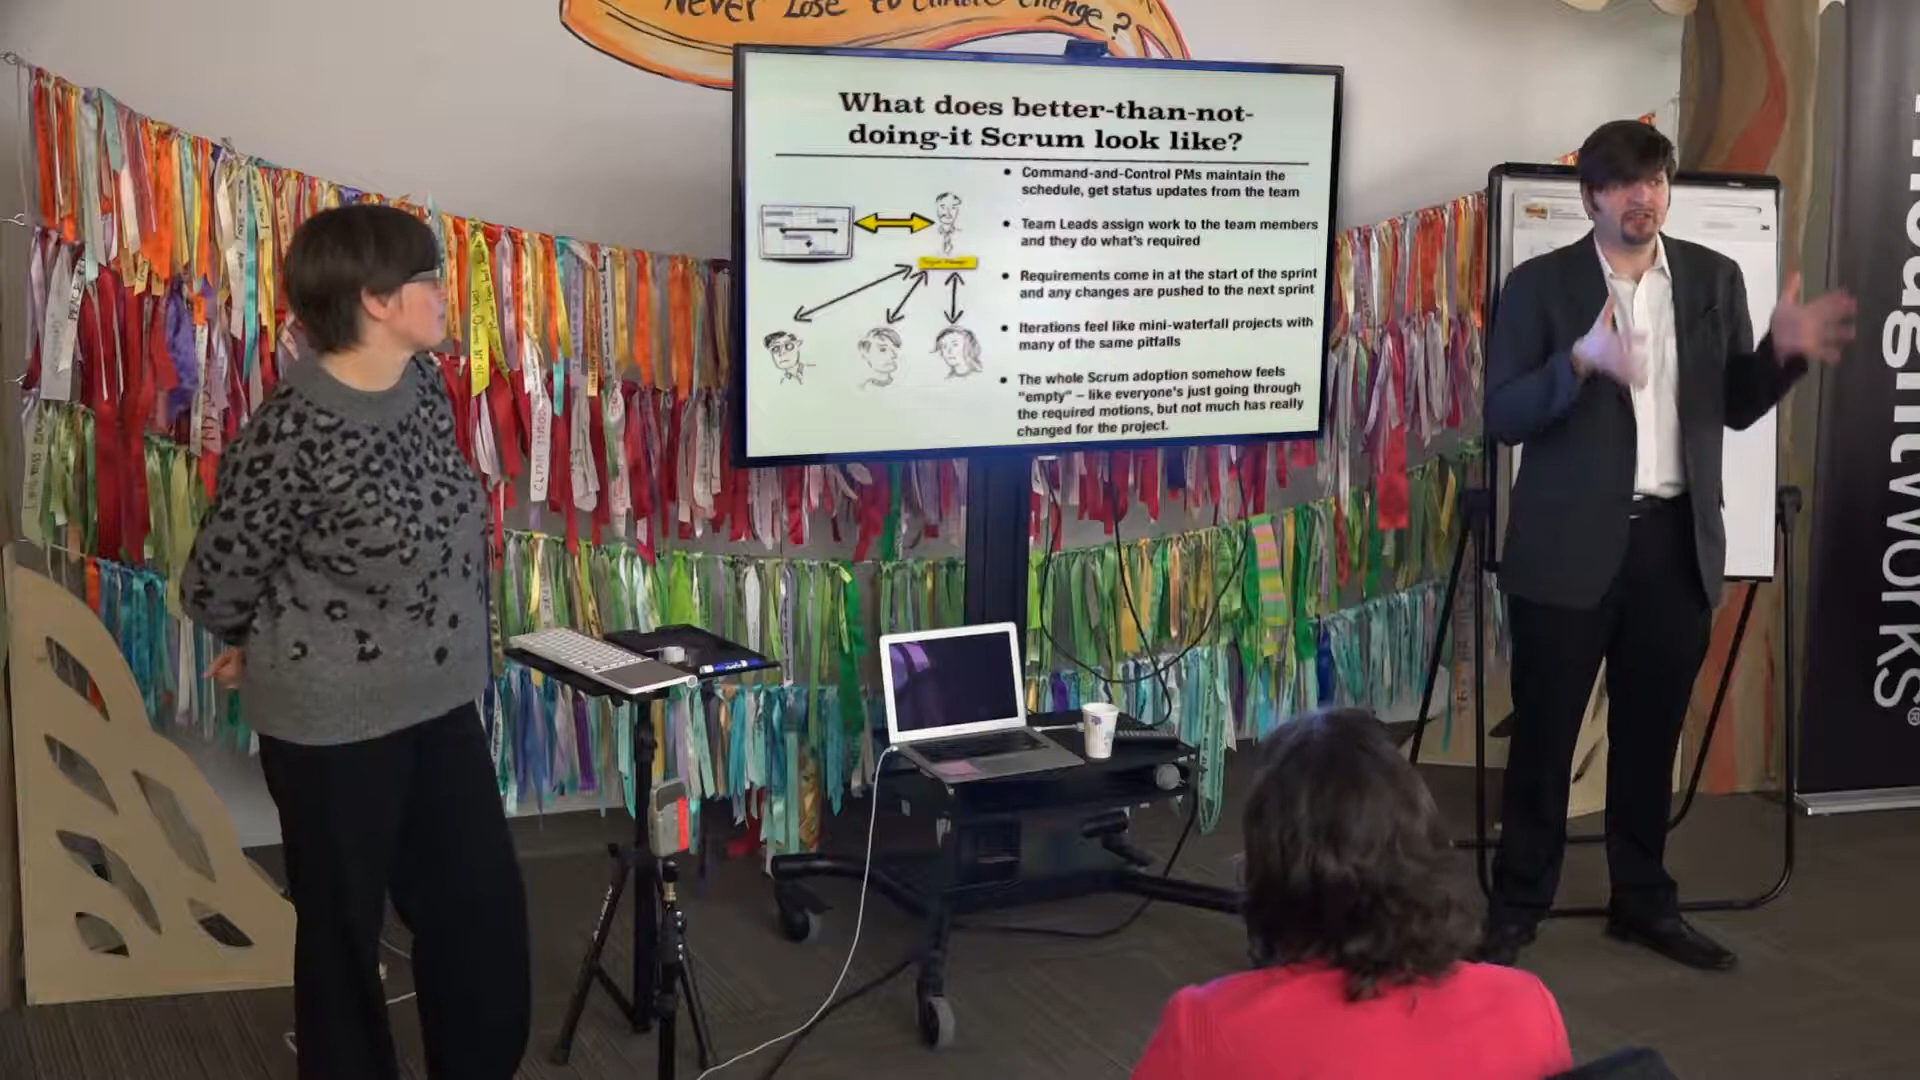 Never Lose to Climate Change?
What does better-than-not-
doing-it Scrum look like?
• Command-and-Control PMs maintain the
schedule, get status updates from the team
• Team Leads assign work to the team members
and they do what's required
• Requirements come in at the start of the sprint
and any changes are pushed to the next sprint
• Iterations feel like mini-waterfall projects with
many of the same pitfalls
• The whole Scrum adoption somehow feels
"empty" – like everyone's just going through
the required motions, but not much has really
changed for the project.
Thoughtworks®